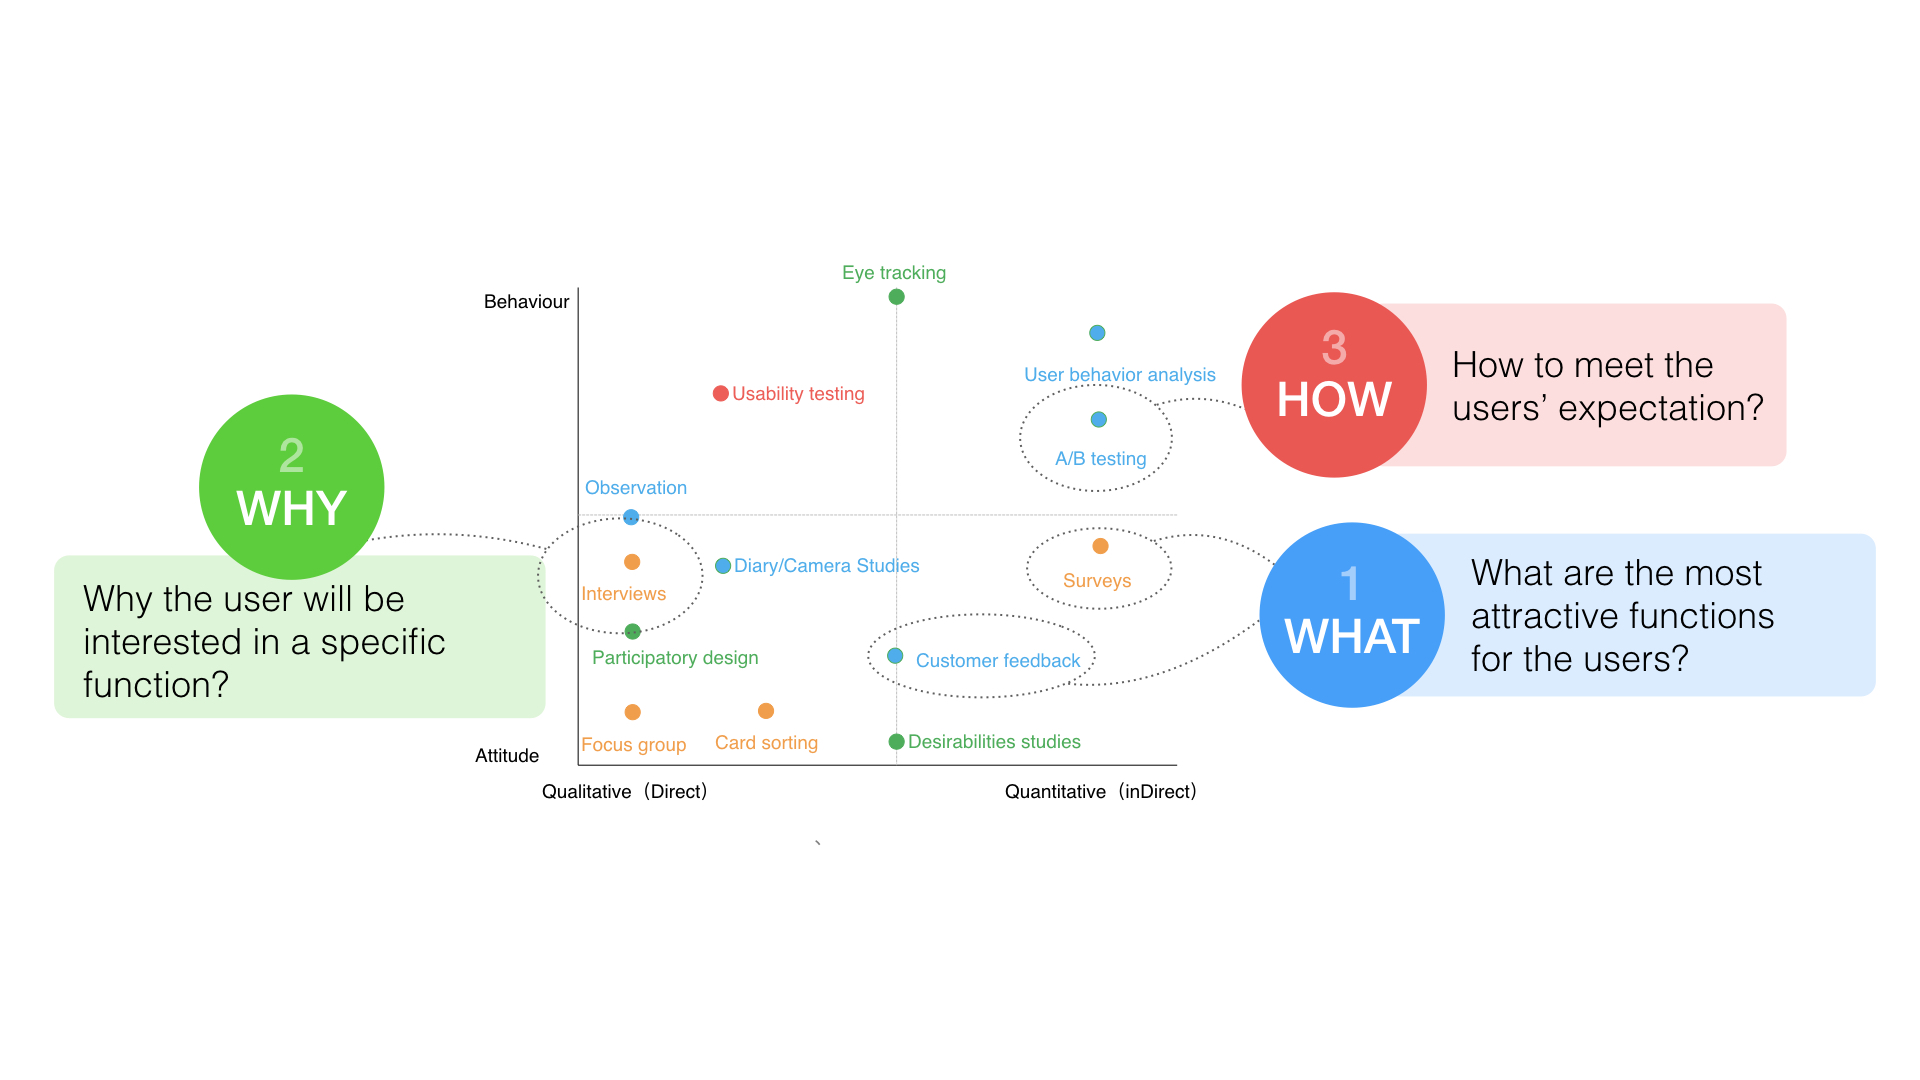 Eye tracking
Behaviour
User behavior analysis
Usability testing
A/B testing
3
HOW
How to meet the
users’ expectation?
2
WHY
Why the user will be
interested in a specific
function?
Observation
Interviews
Diary/Camera Studies
Surveys
Participatory design
Customer feedback
1
WHAT
What are the most
attractive functions
for the users?
Focus group
Card sorting
Desirabilities studies
Attitude
Qualitative（Direct）
Quantitative（inDirect）
、